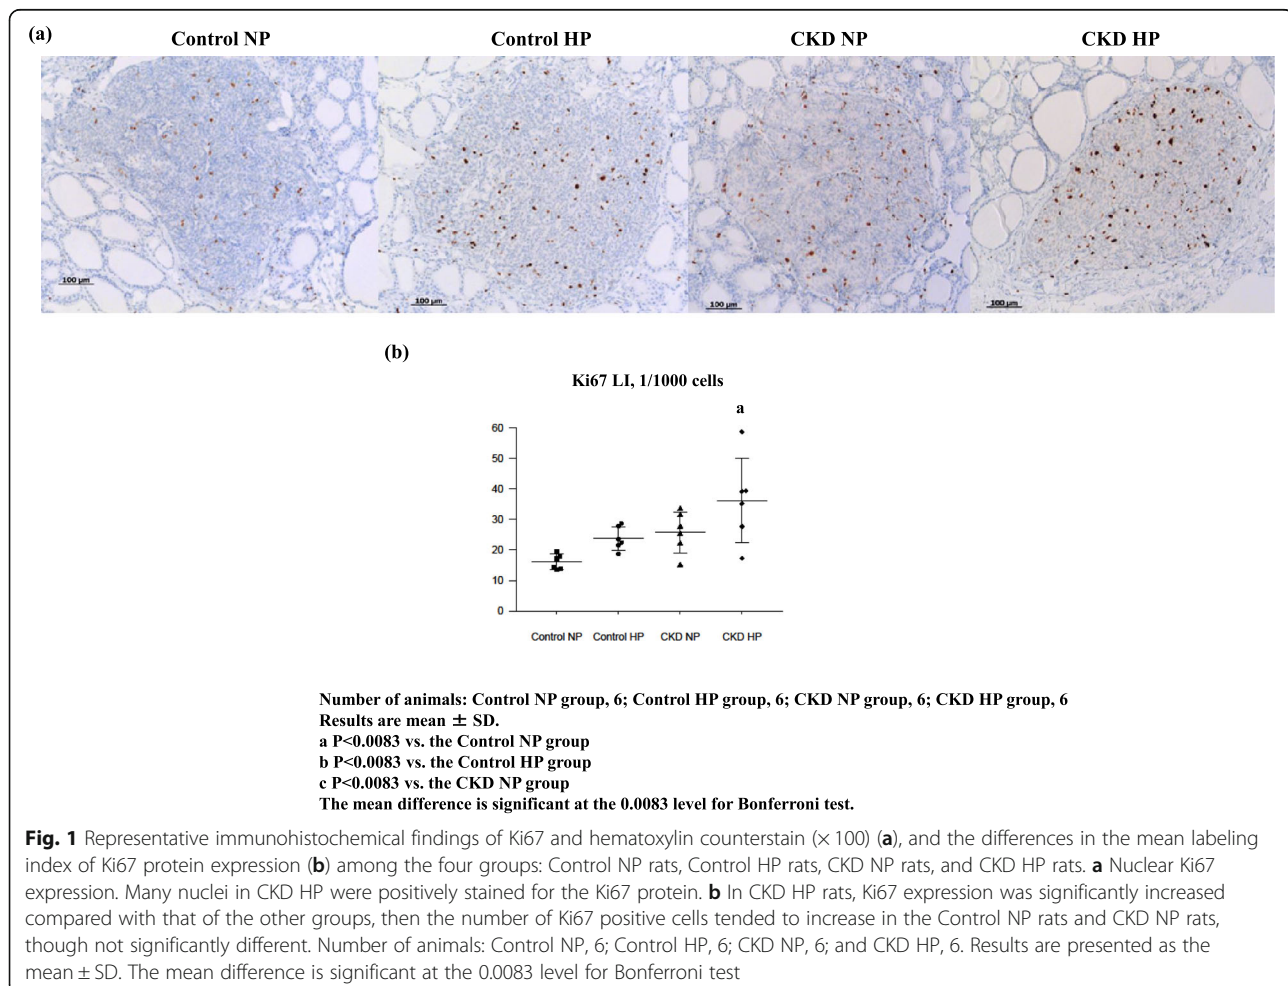 (a)
Control NP Control HP CKD NP CKD HP
100 µm 100 µm 100 µm 100 µm
(b)
Ki67 LI, 1/1000 cells
a
60
50
40
30
20
10
0
Control NP Control HP CKD NP CKD HP
Number of animals: Control NP group, 6; Control HP group, 6; CKD NP group, 6; CKD HP group, 6
Results are mean ± SD.
a P<0.0083 vs. the Control NP group
b P<0.0083 vs. the Control HP group
c P<0.0083 vs. the CKD NP group
The mean difference is significant at the 0.0083 level for Bonferroni test.
Fig. 1 Representative immunohistochemical findings of Ki67 and hematoxylin counterstain (× 100) (a), and the differences in the mean labeling
index of Ki67 protein expression (b) among the four groups: Control NP rats, Control HP rats, CKD NP rats, and CKD HP rats. a Nuclear Ki67
expression. Many nuclei in CKD HP were positively stained for the Ki67 protein. b In CKD HP rats, Ki67 expression was significantly increased
compared with that of the other groups, then the number of Ki67 positive cells tended to increase in the Control NP rats and CKD NP rats,
though not significantly different. Number of animals: Control NP, 6; Control HP, 6; CKD NP, 6; and CKD HP, 6. Results are presented as the
mean ± SD. The mean difference is significant at the 0.0083 level for Bonferroni test